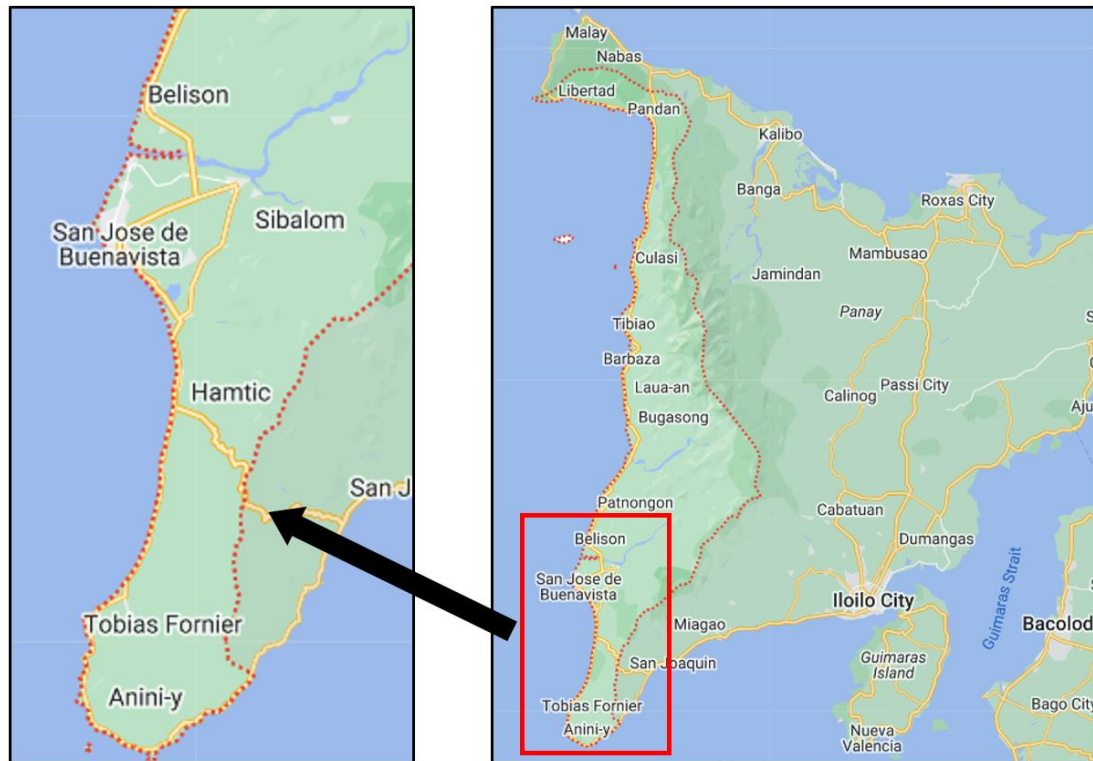 Belison
Sibalom
San Jose de
Buenavista
Hamtic
San J
Tobias Fornier
Anini-y
Malay
Nabas
Libertad
Pandan
Kalibo
Banga
Roxas City
Mambusao
Culasi
Jamindan
Panay
S
Tibiao
Barbaza
Laua-an
Calinog
Passi City
Bugasong
Aju
Patnongon
Cabatuan
Dumangas
Belison
San Jose de
Buenavista
Iloilo City
Guimaras Strait
Miagao
Bacolod
San Joaquin
Guimaras
Island
Tobias Fornier
Anini-y
Nueva
Valencia
Bago City